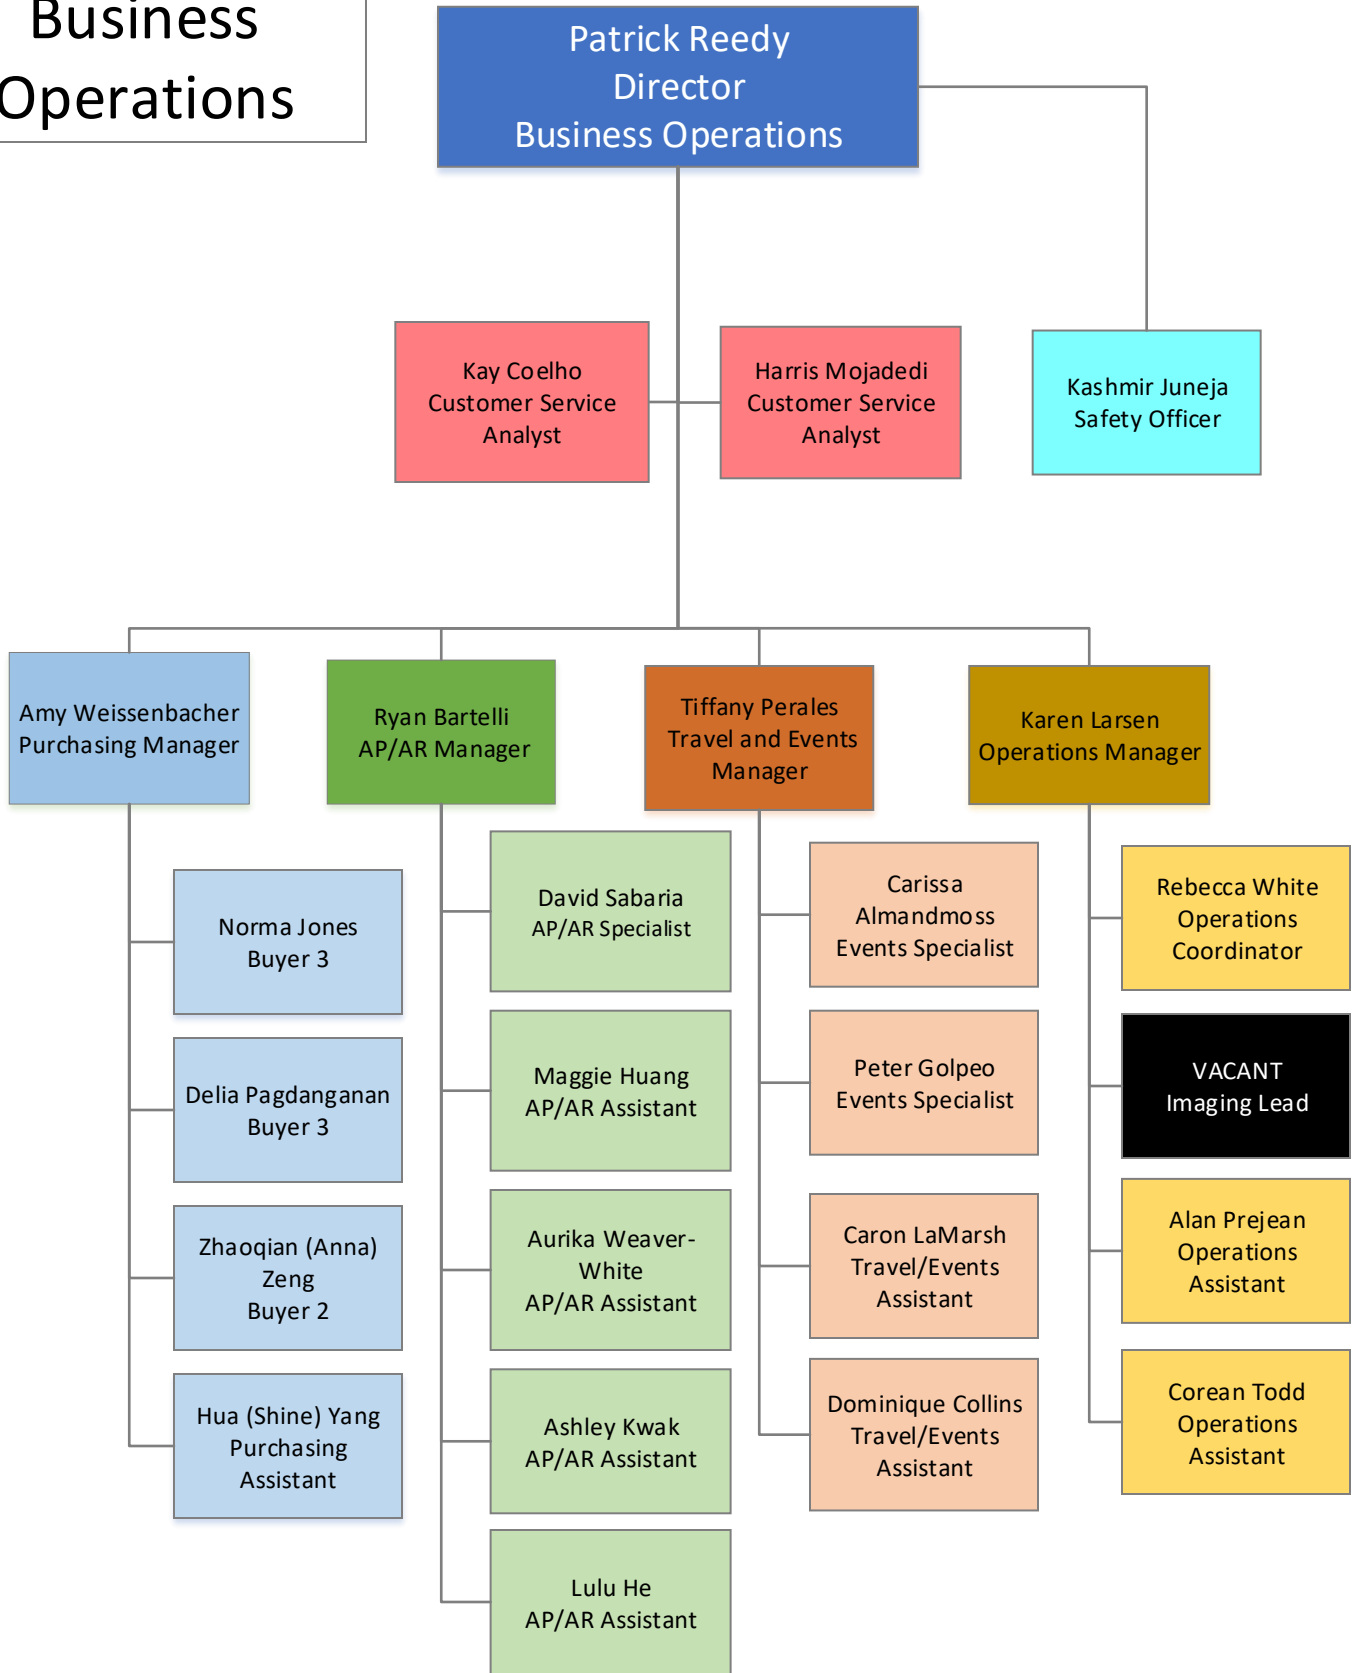 Business
Operations
Patrick Reedy
Director
Business Operations
Kay Coelho
Customer Service
Analyst
Harris Mojadedi
Customer Service
Analyst
Kashmir Juneja
Safety Officer
Amy Weissenbacher
Purchasing Manager
Ryan Bartelli
AP/AR Manager
Tiffany Perales
Travel and Events
Manager
Karen Larsen
Operations Manager
Norma Jones
Buyer 3
Delia Pagdanganan
Buyer 3
Zhaoqian (Anna)
Zeng
Buyer 2
Hua (Shine) Yang
Purchasing
Assistant
David Sabaria
AP/AR Specialist
Maggie Huang
AP/AR Assistant
Aurika Weaver-
White
AP/AR Assistant
Ashley Kwak
AP/AR Assistant
Lulu He
AP/AR Assistant
Carissa
Almandmoss
Events Specialist
Peter Golpeo
Events Specialist
Caron LaMarsh
Travel/Events
Assistant
Dominique Collins
Travel/Events
Assistant
Rebecca White
Operations
Coordinator
VACANT
Imaging Lead
Alan Prejean
Operations
Assistant
Corean Todd
Operations
Assistant